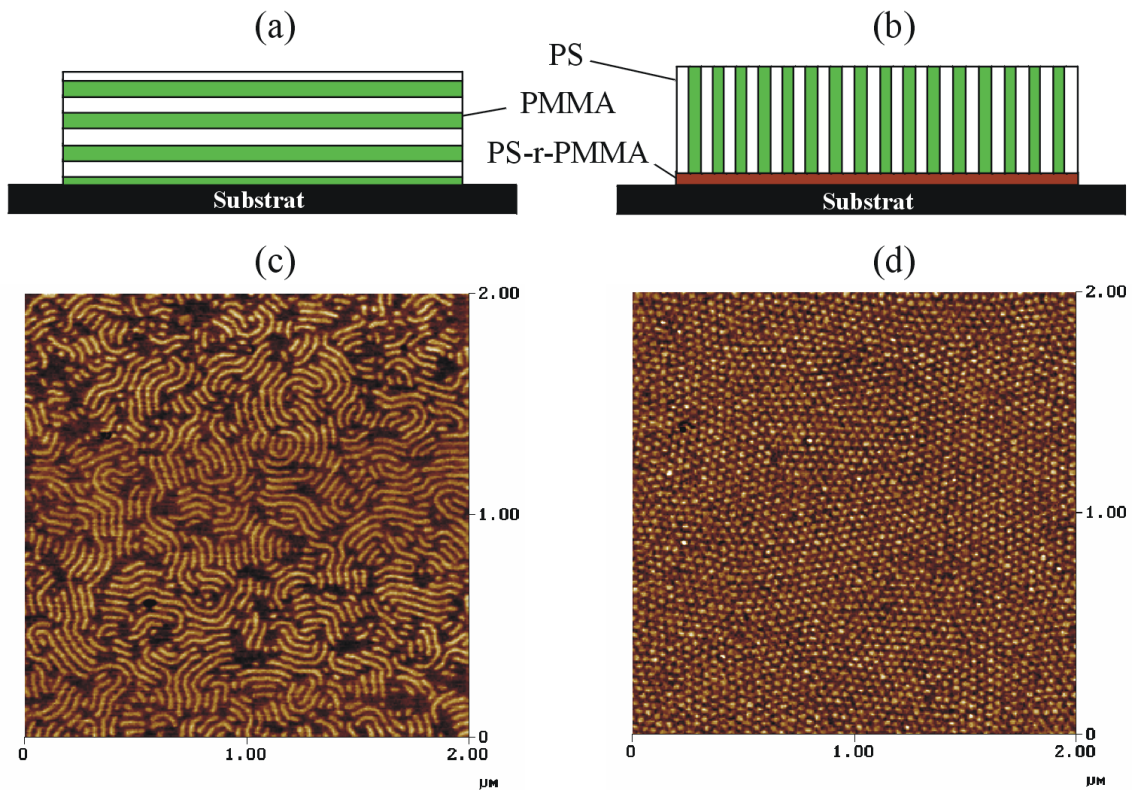 (a)
(b)
PS
PMMA
PS-r-PMMA
Substrat
Substrat
(c)
(d)
2.00
1.00
0
0
1.00
2.00
µM
2.00
1.00
0
0
1.00
2.00
µM